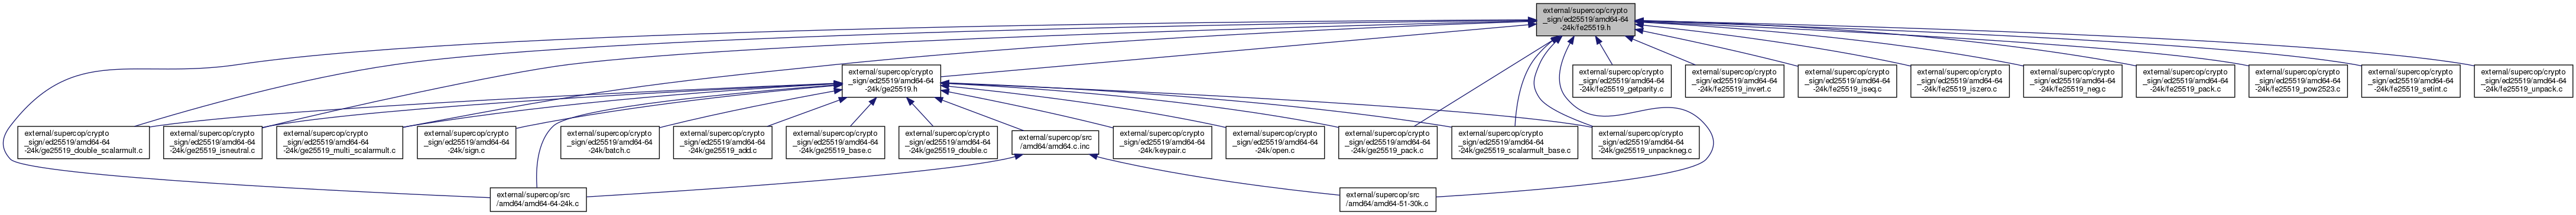 external/supercop/crypto
_sign/ed25519/amd64-64
-24k/fe25519.h
external/supercop/crypto
_sign/ed25519/amd64-64
-24k/ge25519.h
external/supercop/crypto
_sign/ed25519/amd64-64
-24k/fe25519_getparity.c
external/supercop/crypto
_sign/ed25519/amd64-64
-24k/fe25519_invert.c
external/supercop/crypto
_sign/ed25519/amd64-64
-24k/fe25519_iseq.c
external/supercop/crypto
_sign/ed25519/amd64-64
-24k/fe25519_iszero.c
external/supercop/crypto
_sign/ed25519/amd64-64
-24k/fe25519_neg.c
external/supercop/crypto
_sign/ed25519/amd64-64
-24k/fe25519_pack.c
external/supercop/crypto
_sign/ed25519/amd64-64
-24k/fe25519_pow2523.c
external/supercop/crypto
_sign/ed25519/amd64-64
-24k/fe25519_setint.c
external/supercop/crypto
_sign/ed25519/amd64-64
-24k/fe25519_unpack.c
external/supercop/crypto
_sign/ed25519/amd64-64
-24k/ge25519_double_scalarmult.c
external/supercop/crypto
_sign/ed25519/amd64-64
-24k/ge25519_isneutral.c
external/supercop/crypto
_sign/ed25519/amd64-64
-24k/ge25519_multi_scalarmult.c
external/supercop/crypto
_sign/ed25519/amd64-64
-24k/sign.c
external/supercop/crypto
_sign/ed25519/amd64-64
-24k/batch.c
external/supercop/crypto
_sign/ed25519/amd64-64
-24k/ge25519_add.c
external/supercop/crypto
_sign/ed25519/amd64-64
-24k/ge25519_base.c
external/supercop/crypto
_sign/ed25519/amd64-64
-24k/ge25519_double.c
external/supercop/src
/amd64/amd64.c.inc
external/supercop/crypto
_sign/ed25519/amd64-64
-24k/keypair.c
external/supercop/crypto
_sign/ed25519/amd64-64
-24k/open.c
external/supercop/crypto
_sign/ed25519/amd64-64
-24k/ge25519_pack.c
external/supercop/crypto
_sign/ed25519/amd64-64
-24k/ge25519_scalarmult_base.c
external/supercop/crypto
_sign/ed25519/amd64-64
-24k/ge25519_unpackneg.c
external/supercop/src
/amd64/amd64-64-24k.c
external/supercop/src
/amd64/amd64-51-30k.c